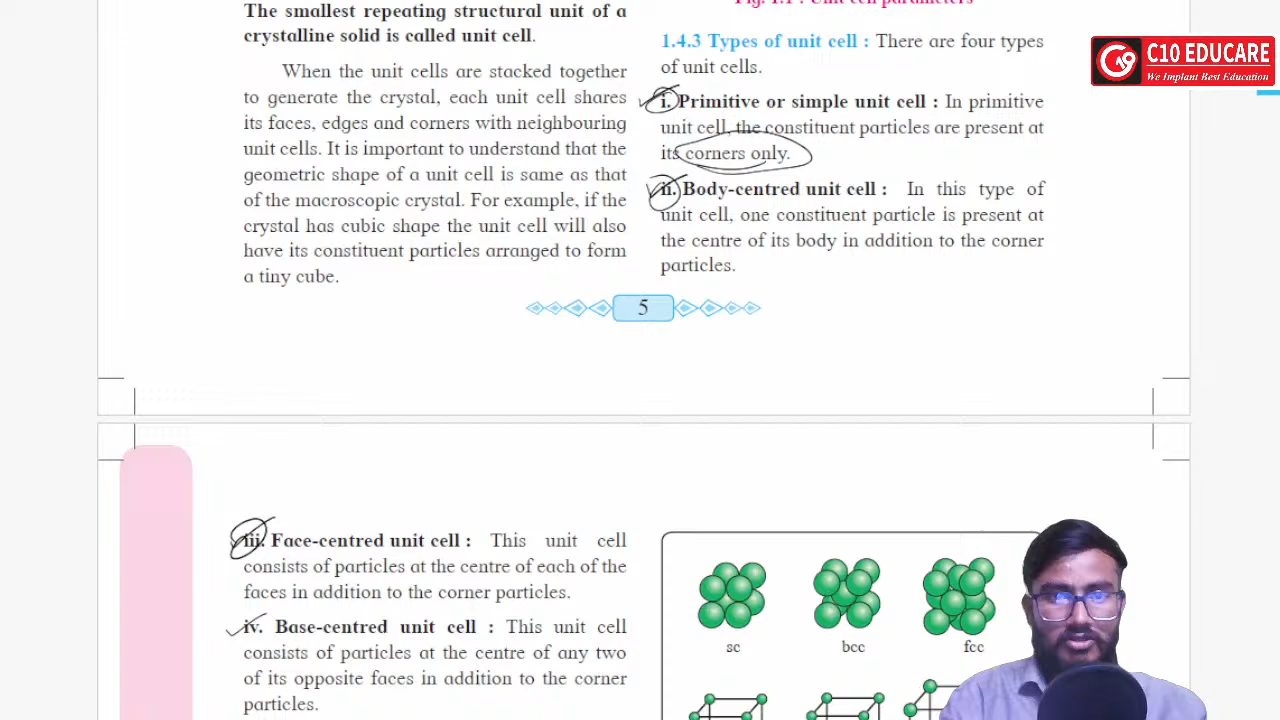 The smallest repeating structural unit of a
crystalline solid is called unit cell.
When the unit cells are stacked together
to generate the crystal, each unit cell shares
its faces, edges and corners with neighbouring
unit cells. It is important to understand that the
geometric shape of a unit cell is same as that
of the macroscopic crystal. For example, if the
crystal has cubic shape the unit cell will also
have its constituent particles arranged to form
a tiny cube.
Fig. 1.1 : Unit cell parameters
1.4.3 Types of unit cell : There are four types
of unit cells.
i. Primitive or simple unit cell : In primitive
unit cell, the constituent particles are present at
its corners only.
ii. Body-centred unit cell : In this type of
unit cell, one constituent particle is present at
the centre of its body in addition to the corner
particles.
5
C10 EDUCARE
We Implant Best Education
iii. Face-centred unit cell : This unit cell
consists of particles at the centre of each of the
faces in addition to the corner particles.
iv. Base-centred unit cell : This unit cell
consists of particles at the centre of any two
of its opposite faces in addition to the corner
particles.
sc bcc fcc